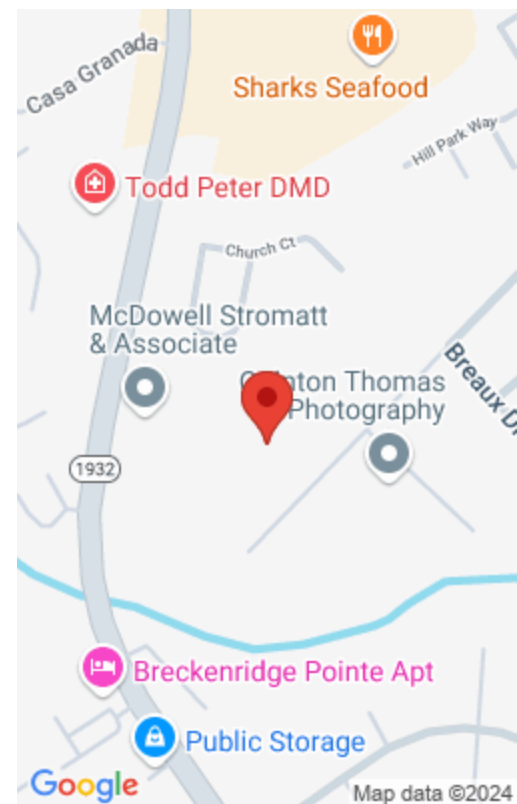 Casa Granada
Sharks Seafood
Hill Park Way
Todd Peter DMD
Church Ct
McDowell Stromatt
& Associate
Thomas
Photography
Breaux
1932
Breckenridge Pointe Apt
Public Storage
Google
Map data ©2024